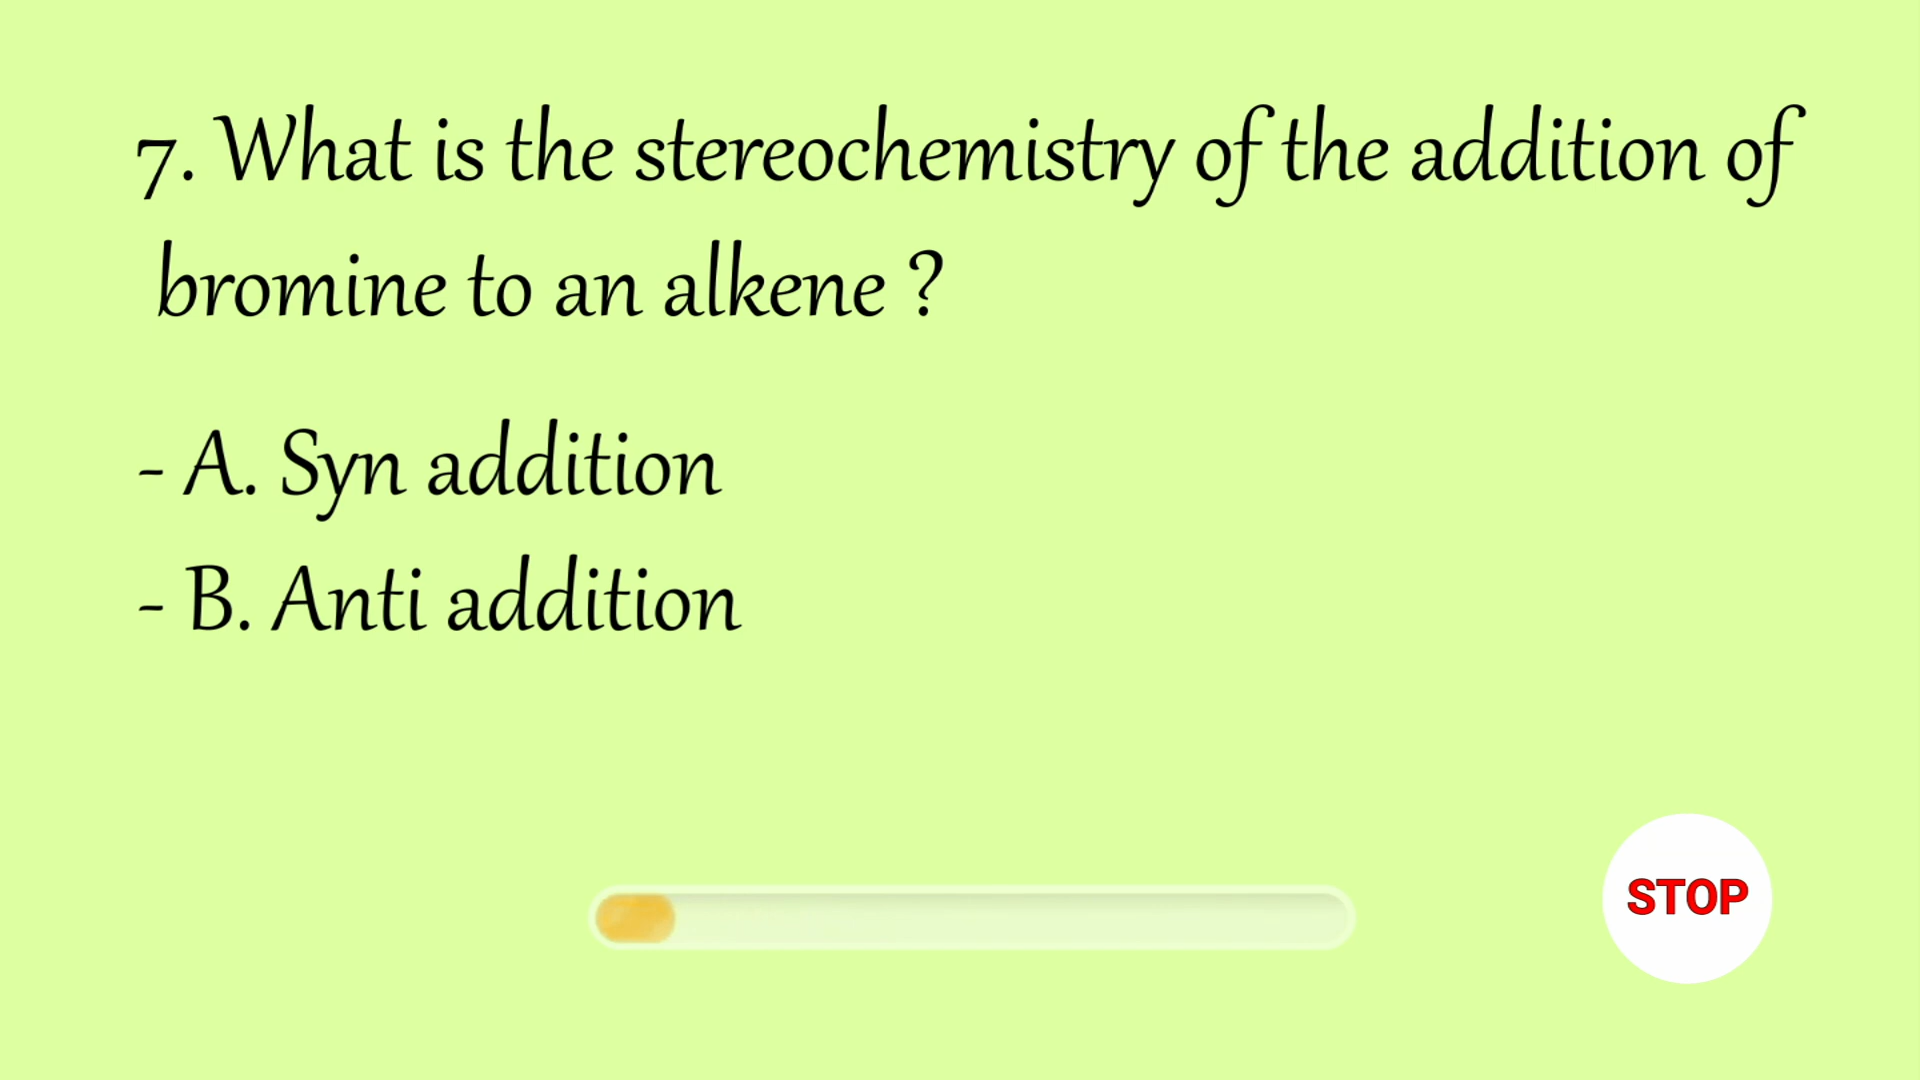 7. What is the stereochemistry of the addition of
bromine to an alkene ?
- A. Syn addition
- B. Anti addition
STOP